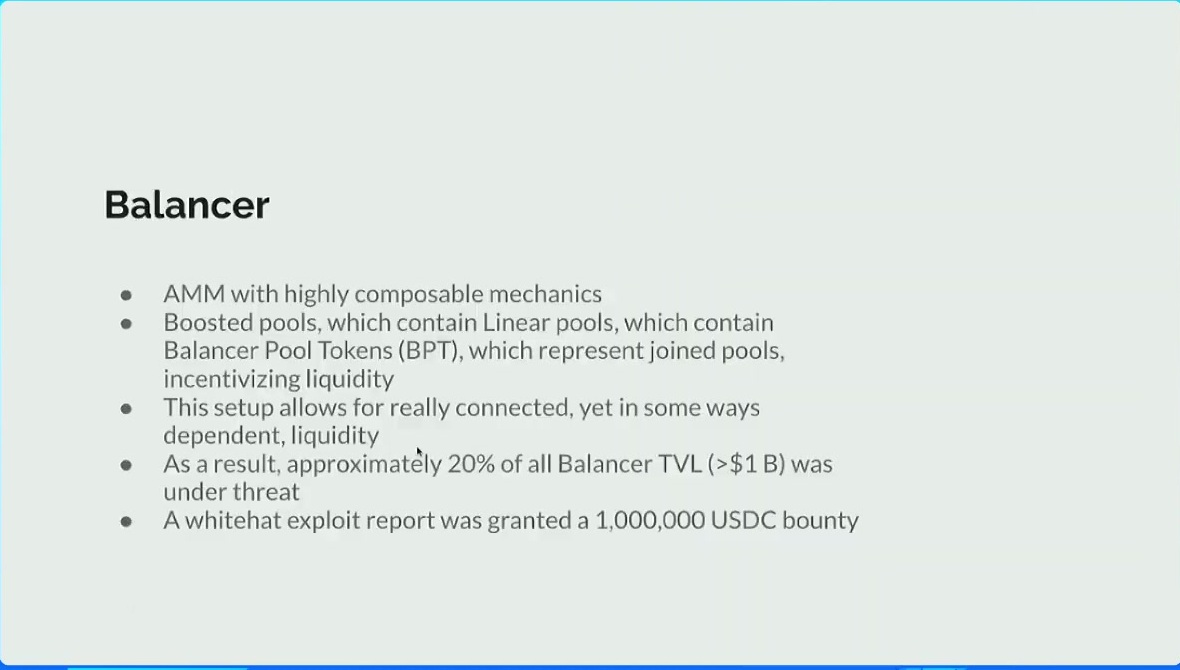 Balancer
● AMM with highly composable mechanics
● Boosted pools, which contain Linear pools, which contain
Balancer Pool Tokens (BPT), which represent joined pools,
incentivizing liquidity
● This setup allows for really connected, yet in some ways
dependent, liquidity
● As a result, approximately 20% of all Balancer TVL (>$1 B) was
under threat
● A whitehat exploit report was granted a 1,000,000 USDC bounty